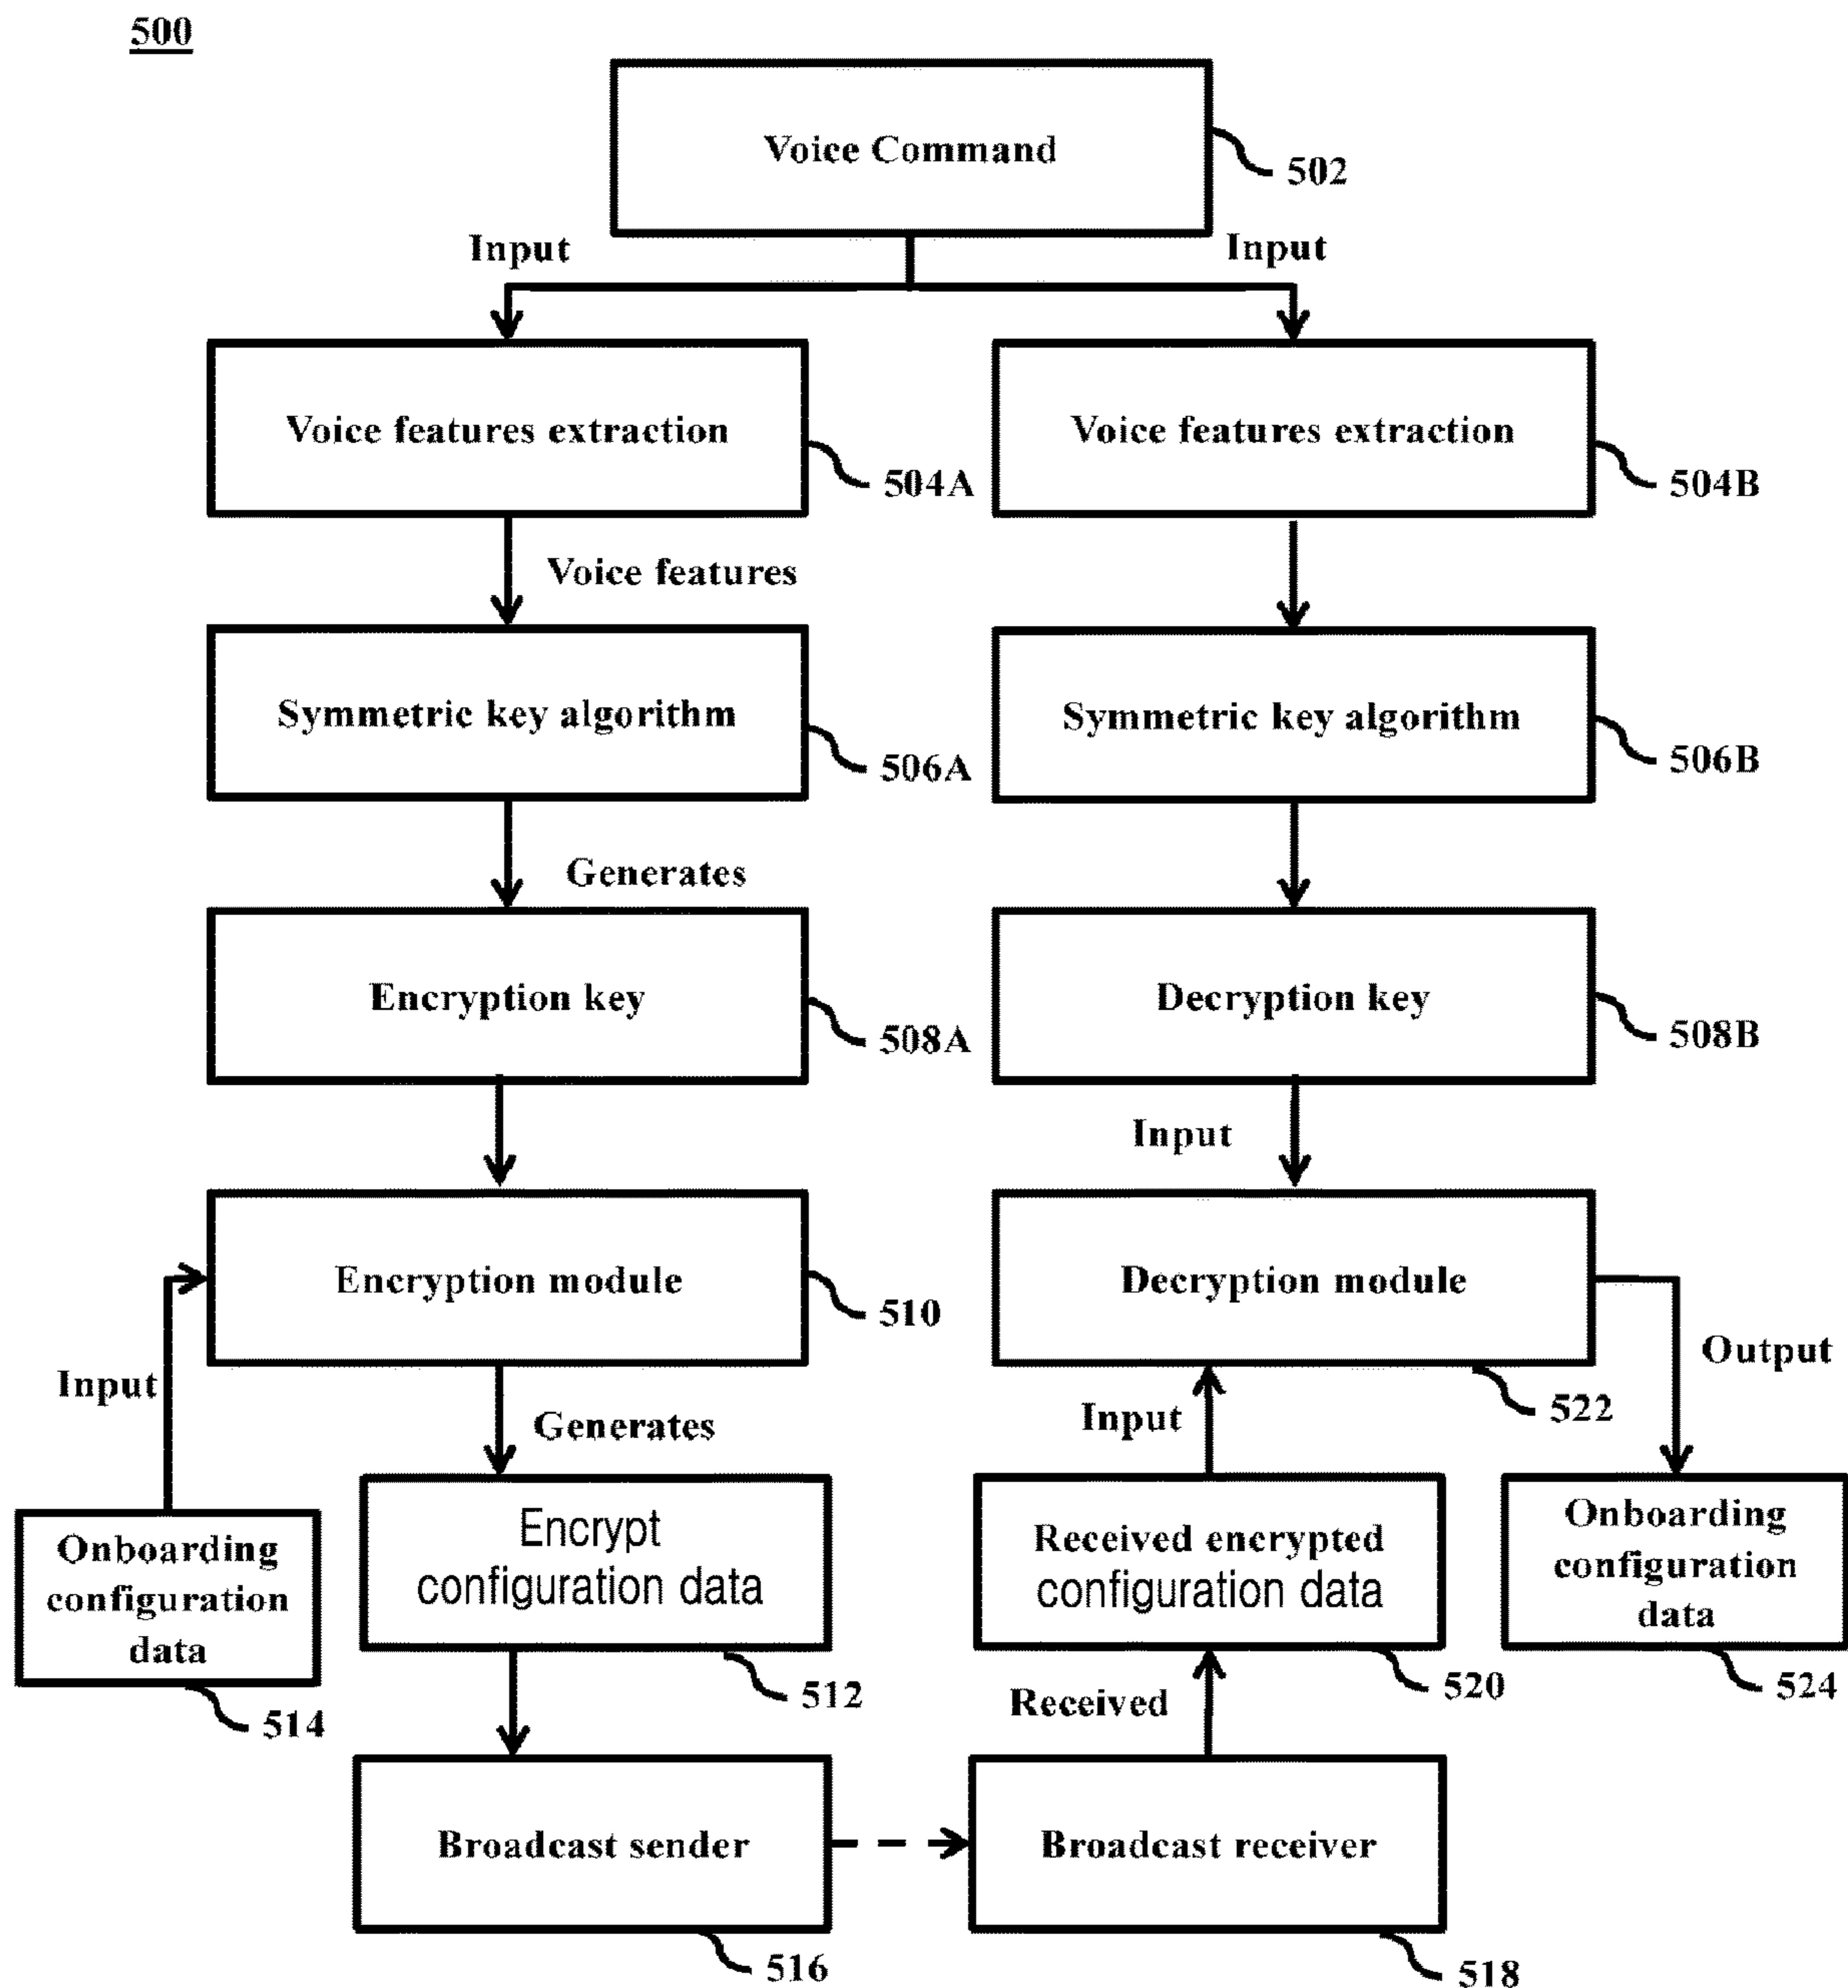 500
Voice Command
502
Input
Input
Voice features extraction
504A
Voice features extraction
504B
Voice features
Symmetric key algorithm
506A
Symmetric key algorithm
506B
Generates
Encryption key
508A
Decryption key
508B
Input
Encryption module
510
Decryption module
522
Input
Generates
Input
Output
Onboarding
configuration
data
514
Encrypt
configuration data
512
Received encrypted
configuration data
520
Onboarding
configuration
data
524
Received
Broadcast sender
516
Broadcast receiver
518